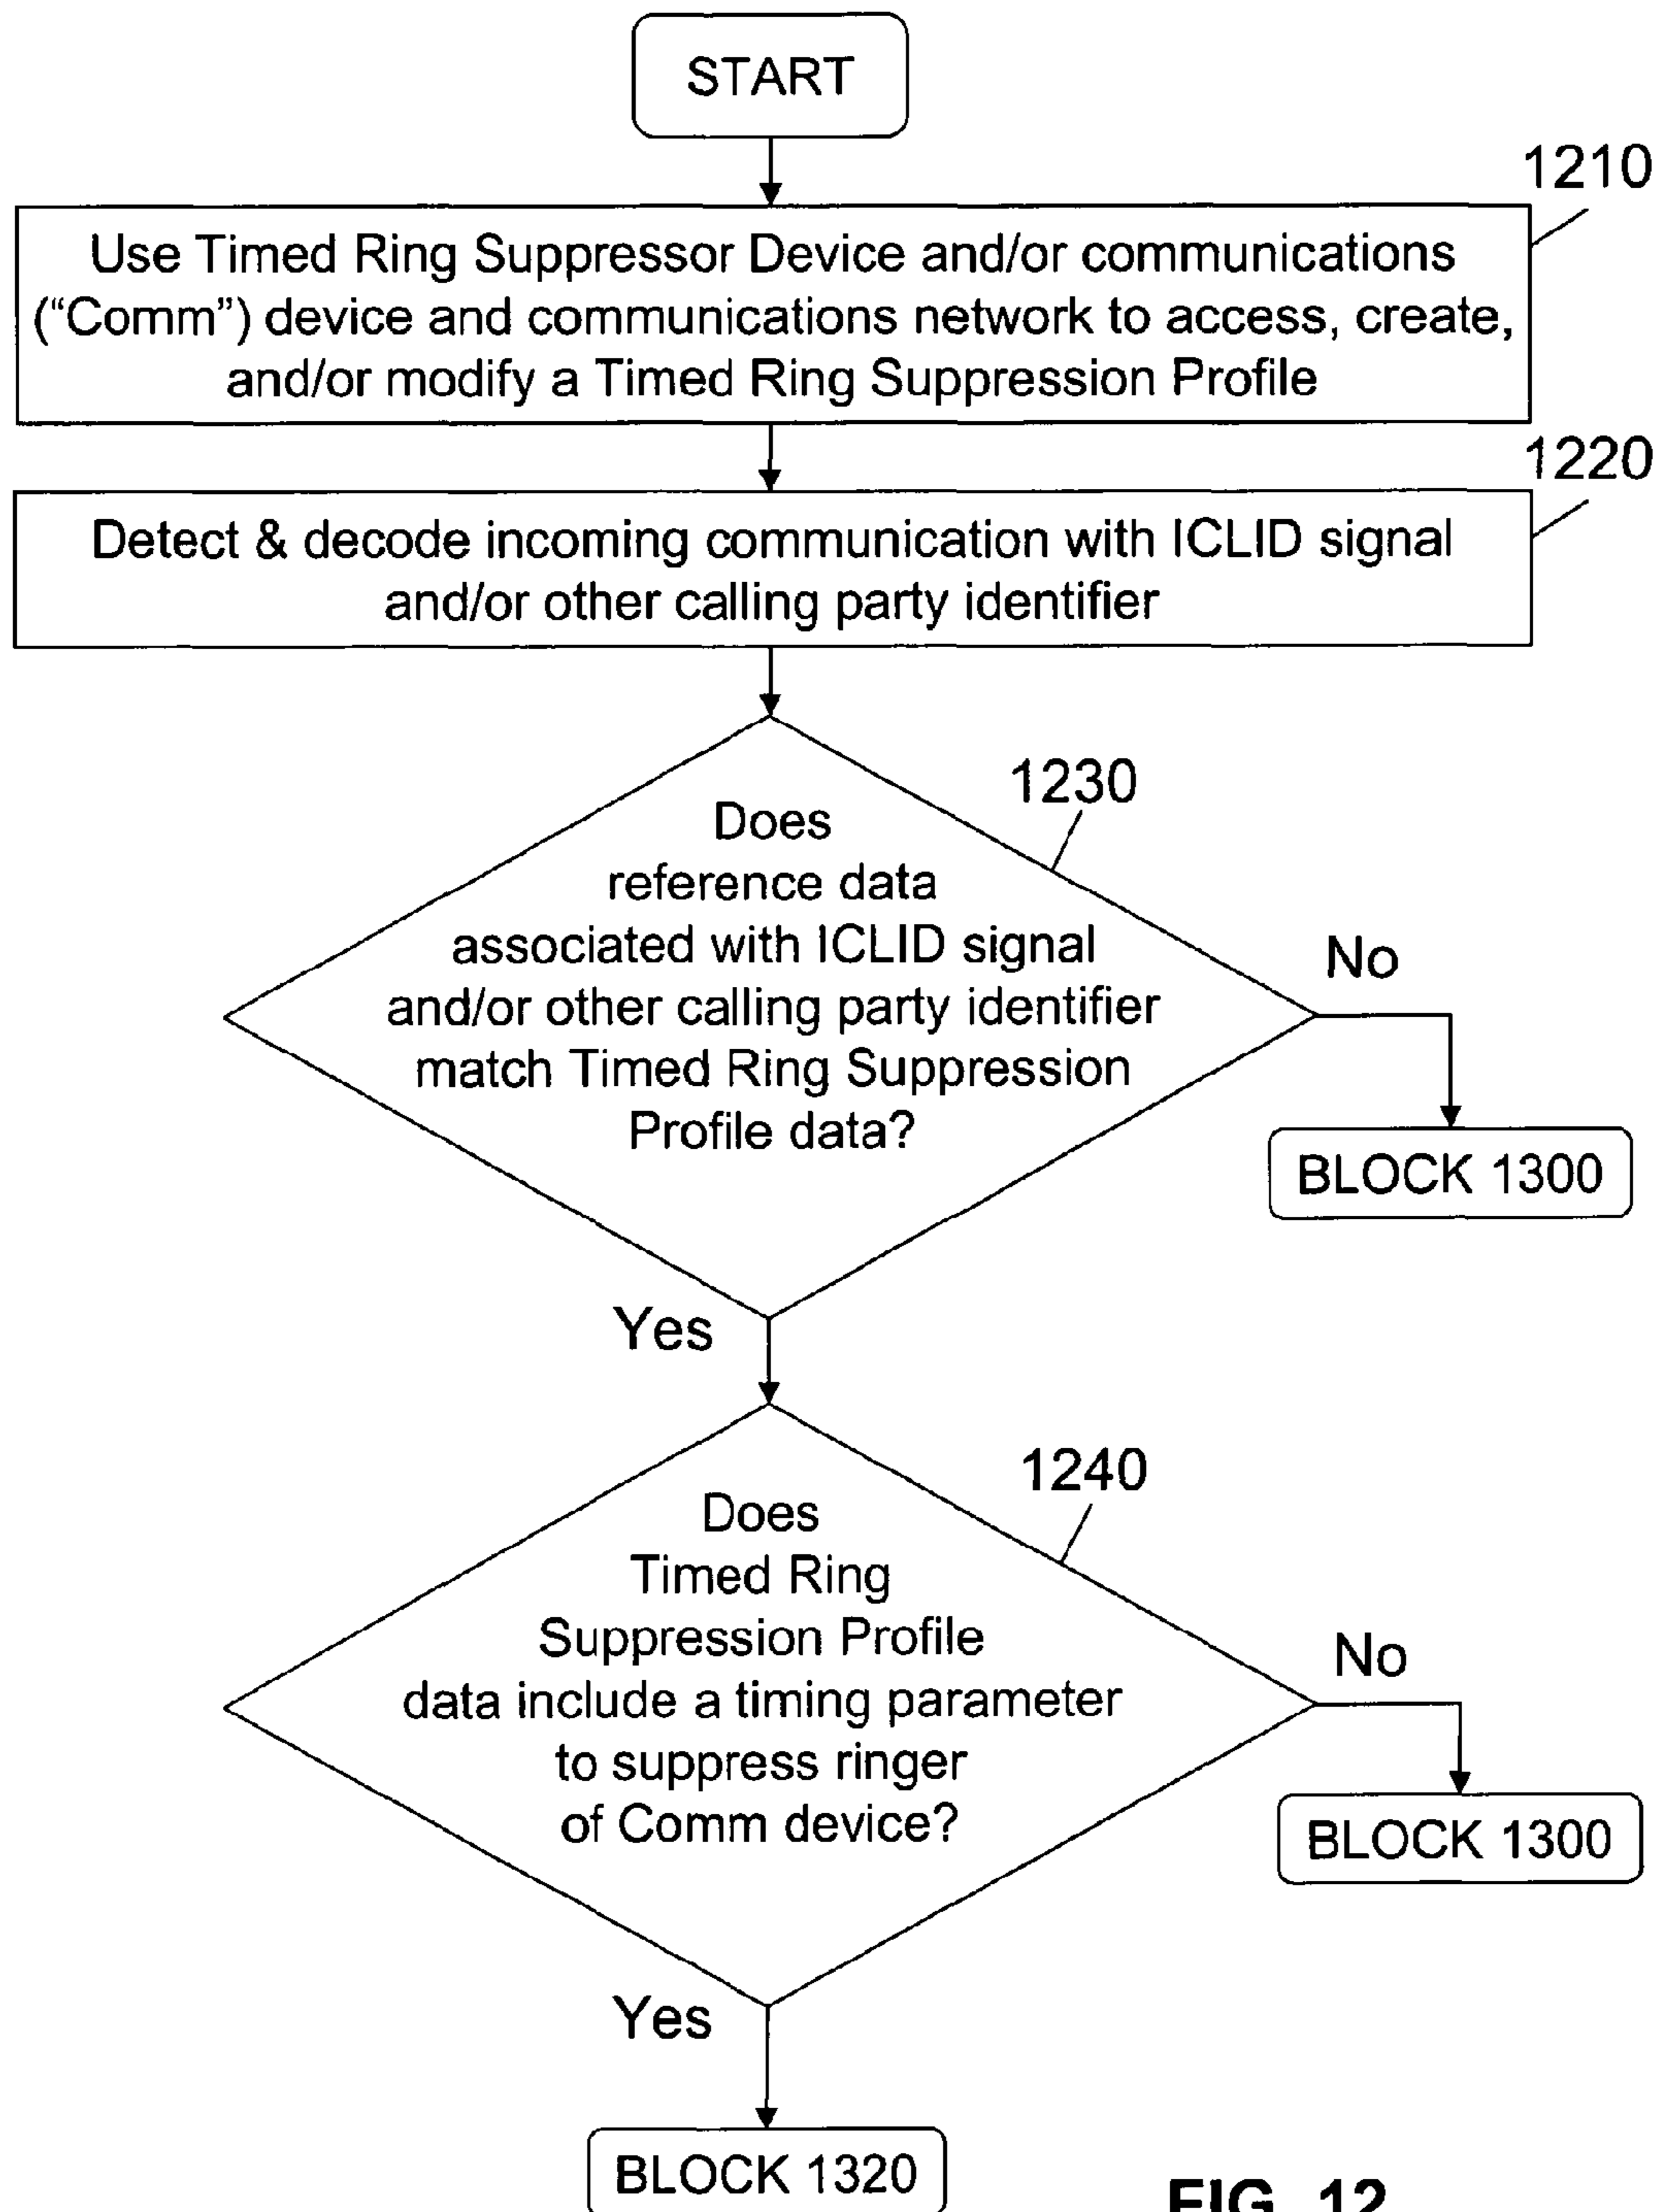 START
1210
Use Timed Ring Suppressor Device and/or communications
(“Comm”) device and communications network to access, create,
and/or modify a Timed Ring Suppression Profile
1220
Detect & decode incoming communication with ICLID signal
and/or other calling party identifier
1230
Does
reference data
associated with ICLID signal
and/or other calling party identifier
match Timed Ring Suppression
Profile data?
No
BLOCK 1300
Yes
1240
Does
Timed Ring
Suppression Profile
data include a timing parameter
to suppress ringer
of Comm device?
No
BLOCK 1300
Yes
BLOCK 1320
FIG. 12